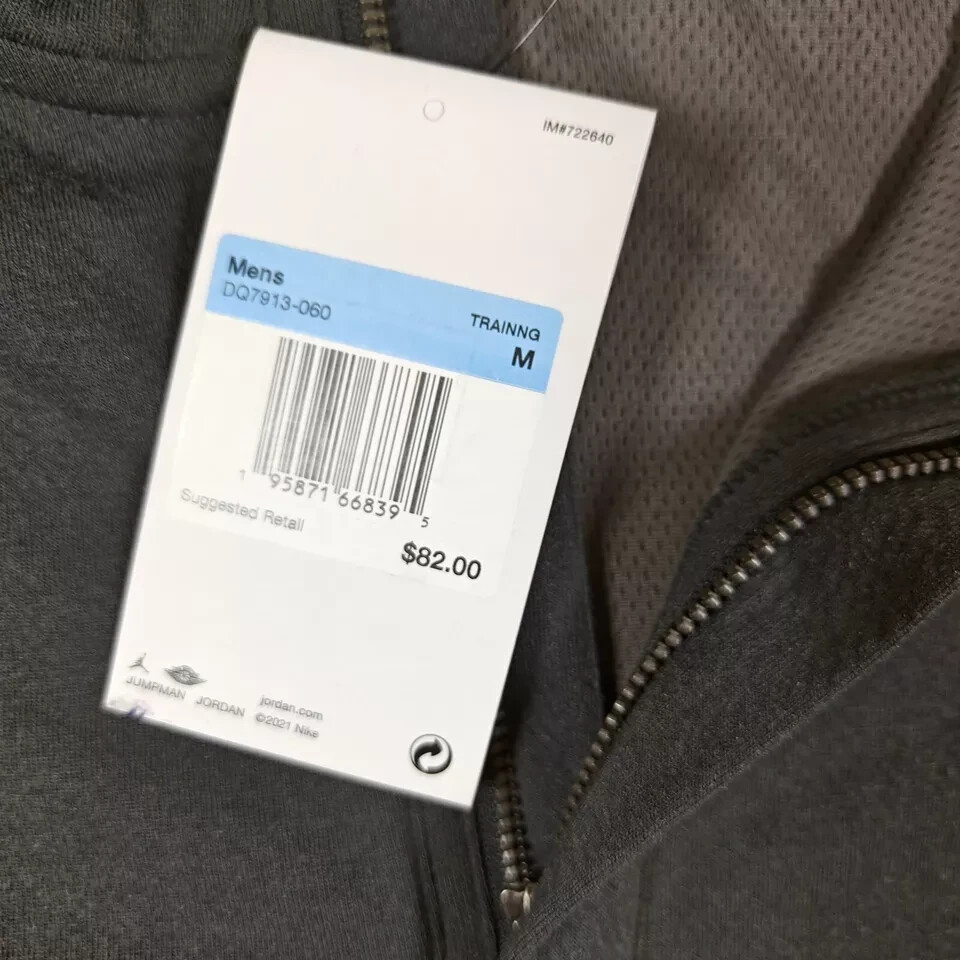 IM#722640
Mens
DQ7913-060
TRAINNG
M
1 95871 66839 5
Suggested Retail
$82.00
JUMPMAN JORDAN
jordan.com
©2021 Nike